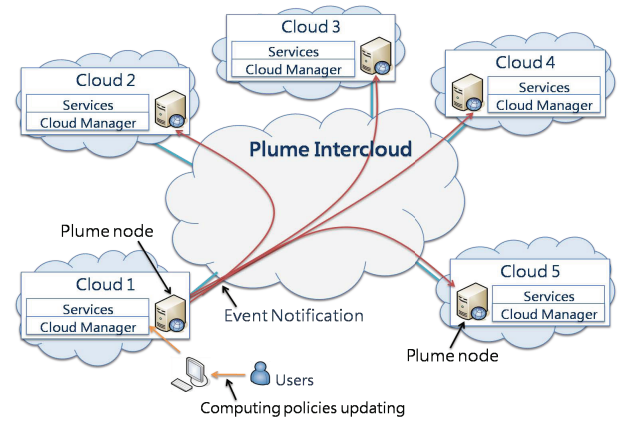 Cloud 3
Services
Cloud Manager
Cloud 2
Services
Cloud Manager
Cloud 4
Services
Cloud Manager
Plume Intercloud
Plume node
Cloud 1
Services
Cloud Manager
Event Notification
Cloud 5
Services
Cloud Manager
Plume node
Users
Computing policies updating